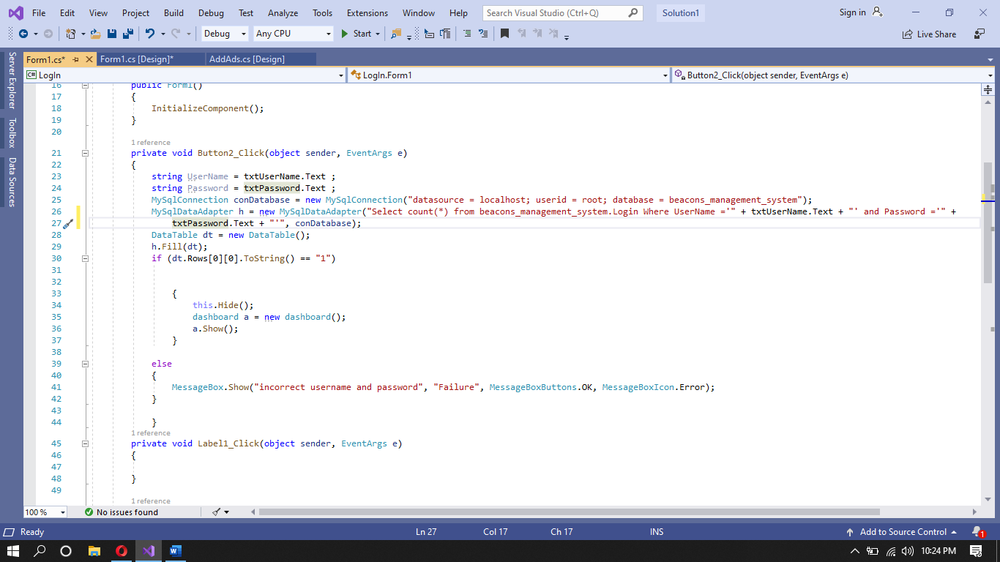 File Edit View Project Build Debug Test Analyze Tools Extensions Window Help Search Visual Studio (Ctrl+Q) Solution1 Sign in
Debug Any CPU Start Live Share
Form1.cs* Form1.cs [Design]* AddAds.cs [Design]
C# LogIn LogIn.Form1 Button2_Click(object sender, EventArgs e)
Server Explorer
Toolbox
Data Sources
16 public Form1()
17 {
18 InitializeComponent();
19 }
20
1 reference
21 private void Button2_Click(object sender, EventArgs e)
22 {
23 string UserName = txtUserName.Text ;
24 string Password = txtPassword.Text ;
25 MySqlConnection conDatabase = new MySqlConnection("datasource = localhost; userid = root; database = beacons_management_system");
26 MySqlDataAdapter h = new MySqlDataAdapter("Select count(*) from beacons_management_system.Login Where UserName ='" + txtUserName.Text + "' and Password ='" +
27 txtPassword.Text + "'", conDatabase);
28 DataTable dt = new DataTable();
29 h.Fill(dt);
30 if (dt.Rows[0][0].ToString() == "1")
31
32
33 {
34 this.Hide();
35 dashboard a = new dashboard();
36 a.Show();
37 }
38
39 else
40 {
41 MessageBox.Show("incorrect username and password", "Failure", MessageBoxButtons.OK, MessageBoxIcon.Error);
42 }
43
44 }
1 reference
45 private void Label1_Click(object sender, EventArgs e)
46 {
47
48 }
49
1 reference
100 % No issues found
Ready Ln 27 Col 17 Ch 17 INS Add to Source Control 1
10:24 PM